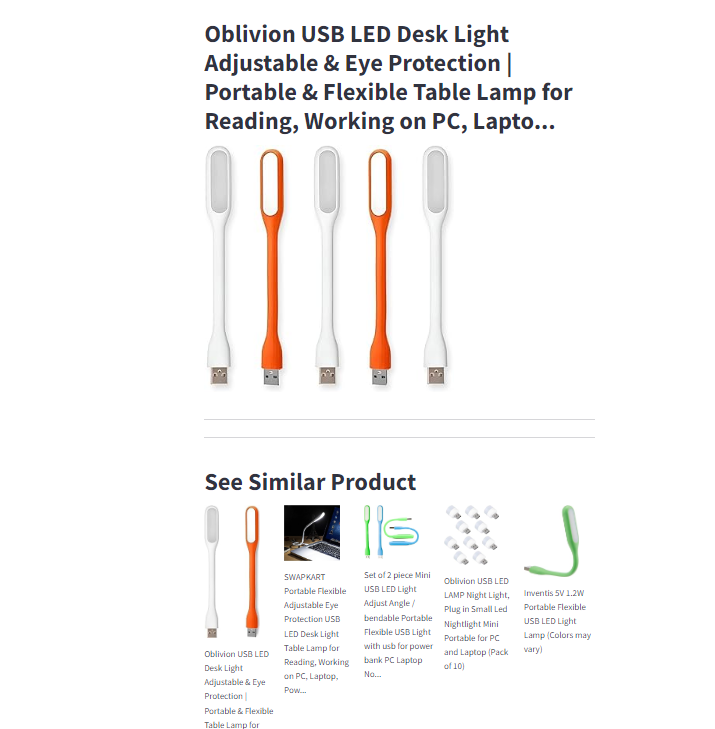 Oblivion USB LED Desk Light
Adjustable & Eye Protection |
Portable & Flexible Table Lamp for
Reading, Working on PC, Lapto...
See Similar Product
Oblivion USB LED
Desk Light
Adjustable & Eye
Protection |
Portable & Flexible
Table Lamp for
SWAPKART
Portable Flexible
Adjustable Eye
Protection USB
LED Desk Light
Table Lamp for
Reading, Working
on PC, Laptop,
Pow...
Set of 2 piece Mini
USB LED Light
Adjust Angle /
bendable Portable
Flexible USB Light
with usb for power
bank PC Laptop
No...
Oblivion USB LED
LAMP Night Light,
Plug in Small Led
Nightlight Mini
Portable for PC
and Laptop (Pack
of 10)
Inventis 5V 1.2W
Portable Flexible
USB LED Light
Lamp (Colors may
vary)